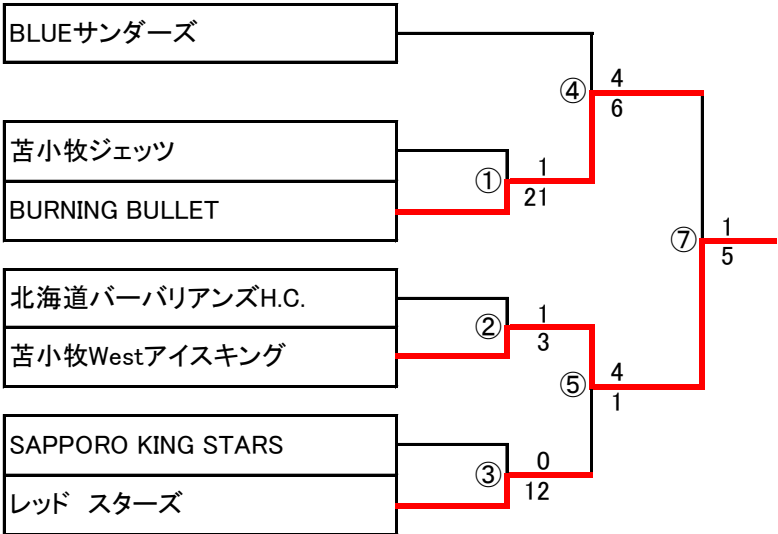 BLUEサンダーズ
④ 4
6
苫小牧ジェッツ
① 1
21
BURNING BULLET
⑦ 1
5
北海道バーバリアンズH.C.
② 1
3
苫小牧Westアイスキング
⑤ 4
1
SAPPORO KING STARS
③ 0
12
レッド　スターズ